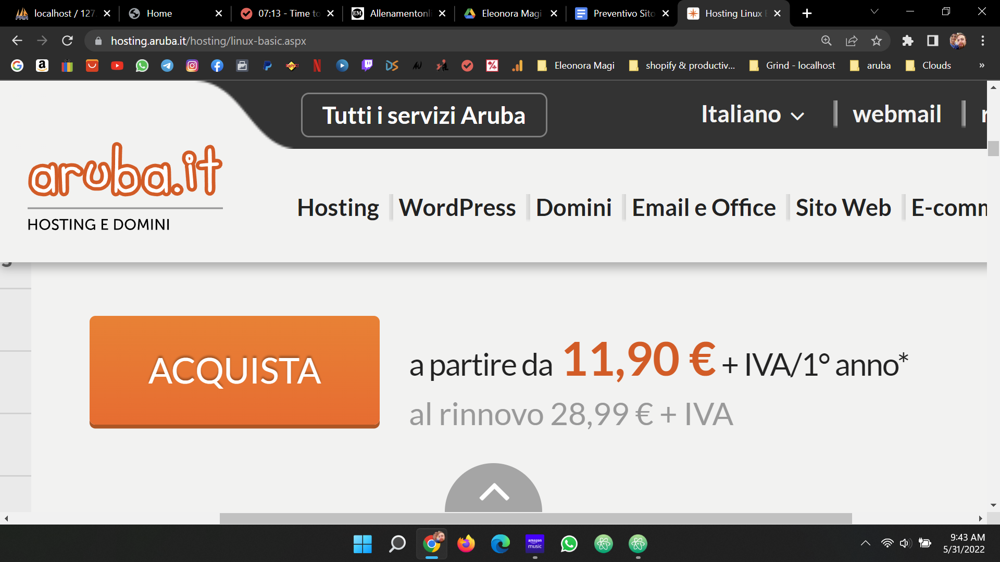 localhost / 127.
Home
07:13 - Time to
Allenamentonli
Eleonora Magi
Preventivo Sito
Hosting Linux
hosting.aruba.it/hosting/linux-basic.aspx
Eleonora Magi
shopify & productiv...
Grind - localhost
aruba
Clouds
»
Tutti i servizi Aruba
Italiano
webmail
aruba.it
HOSTING E DOMINI
Hosting
WordPress
Domini
Email e Office
Sito Web
E-comm
ACQUISTA
a partire da 11,90 € + IVA/1° anno*
al rinnovo 28,99 € + IVA
amazon
music
9:43 AM
5/31/2022